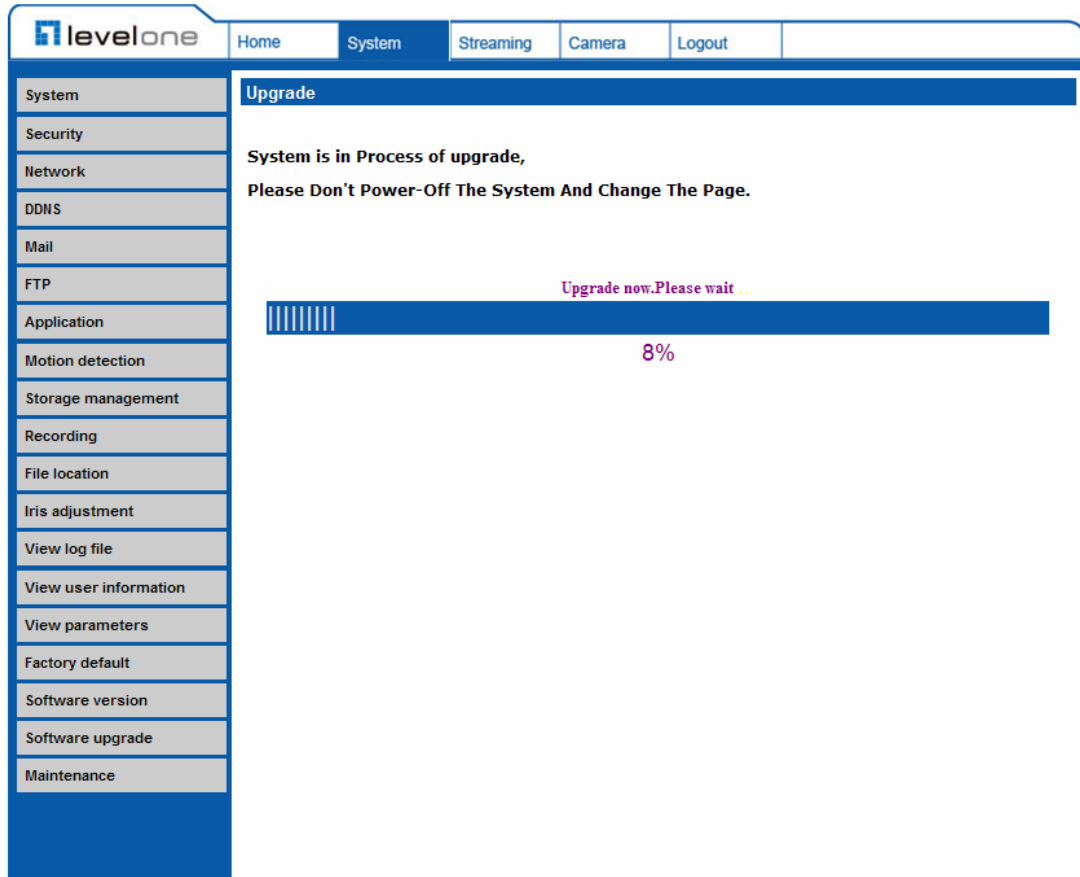 levelone
Home
System
Streaming
Camera
Logout
System
Security
Network
DDNS
Mail
FTP
Application
Motion detection
Storage management
Recording
File location
Iris adjustment
View log file
View user information
View parameters
Factory default
Software version
Software upgrade
Maintenance
Upgrade
System is in Process of upgrade,
Please Don't Power-Off The System And Change The Page.
Upgrade now.Please wait ...
8%